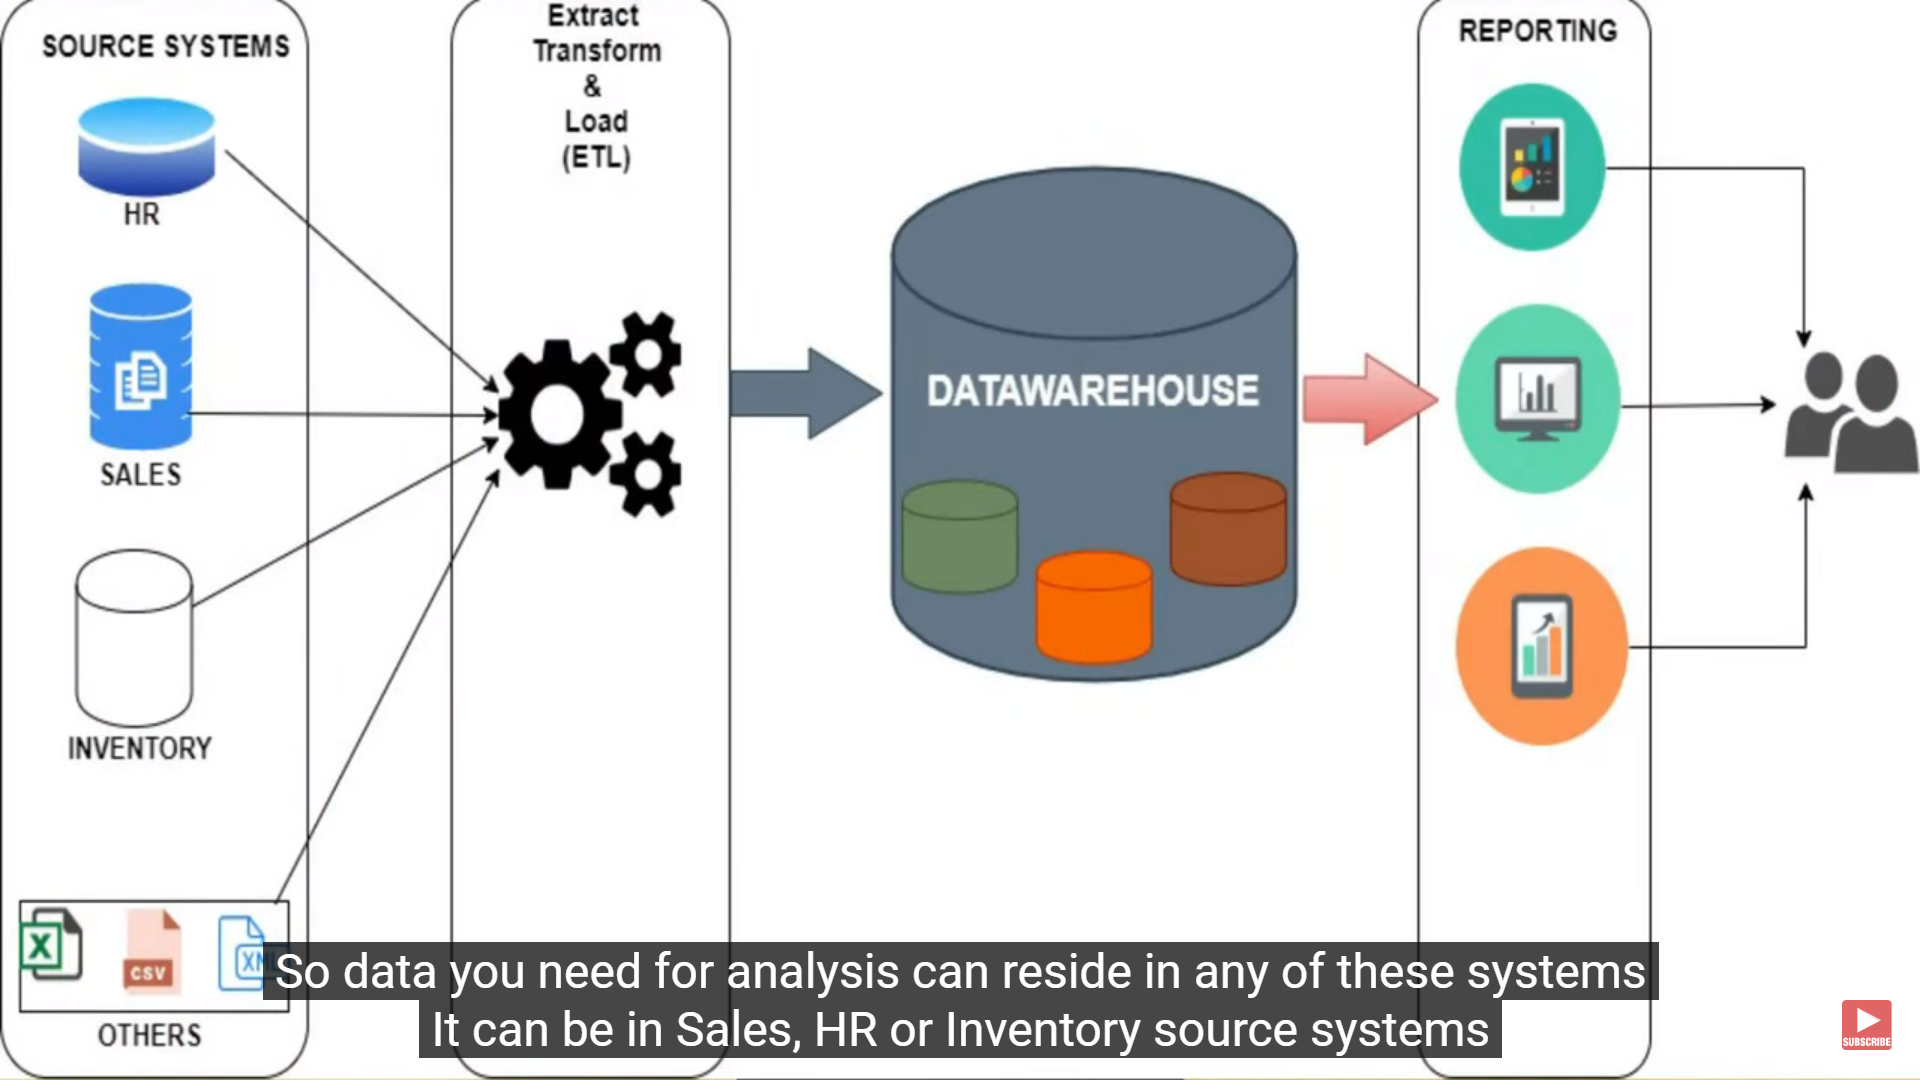 SOURCE SYSTEMS
HR
SALES
INVENTORY
X
CSV
XML
OTHERS
Extract
Transform
&
Load
(ETL)
DATAWAREHOUSE
REPORTING
So data you need for analysis can reside in any of these systems
It can be in Sales, HR or Inventory source systems
SUBSCRIBE